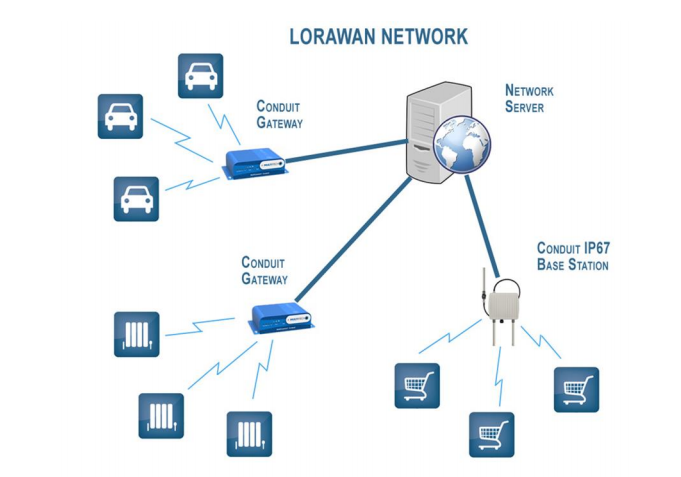 LORAWAN NETWORK
CONDUIT
GATEWAY
NETWORK
SERVER
CONDUIT IP67
BASE STATION
CONDUIT
GATEWAY